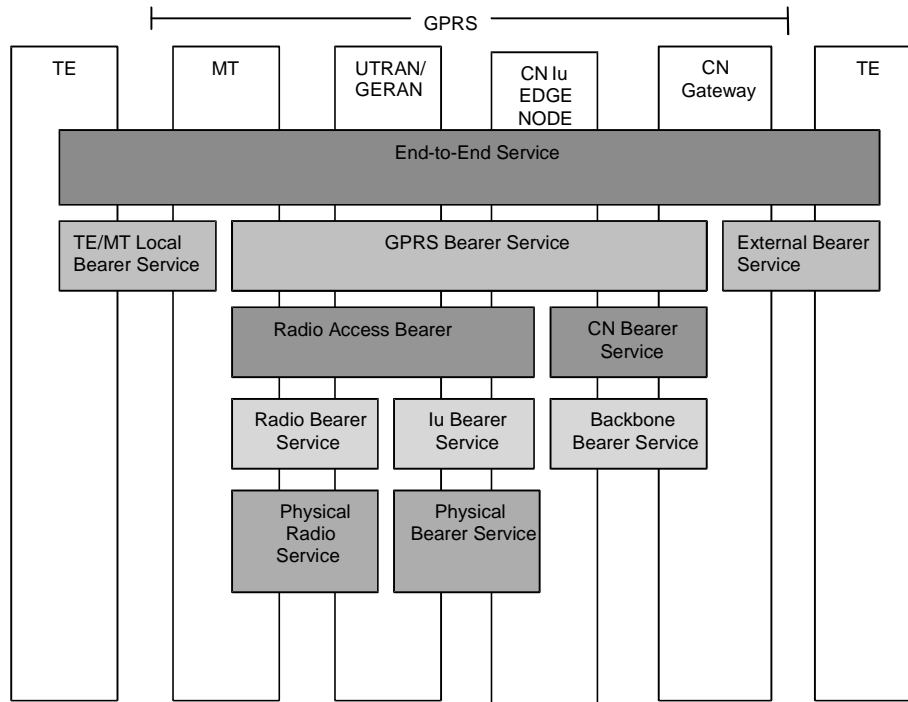 GPRS
TE
MT
UTRAN/
GERAN
CN Iu
EDGE
NODE
CN
Gateway
TE
End-to-End Service
TE/MT Local
Bearer Service
GPRS Bearer Service
External Bearer
Service
Radio Access Bearer
CN Bearer
Service
Radio Bearer
Service
Iu Bearer
Service
Backbone
Bearer Service
Physical
Radio
Service
Physical
Bearer Service